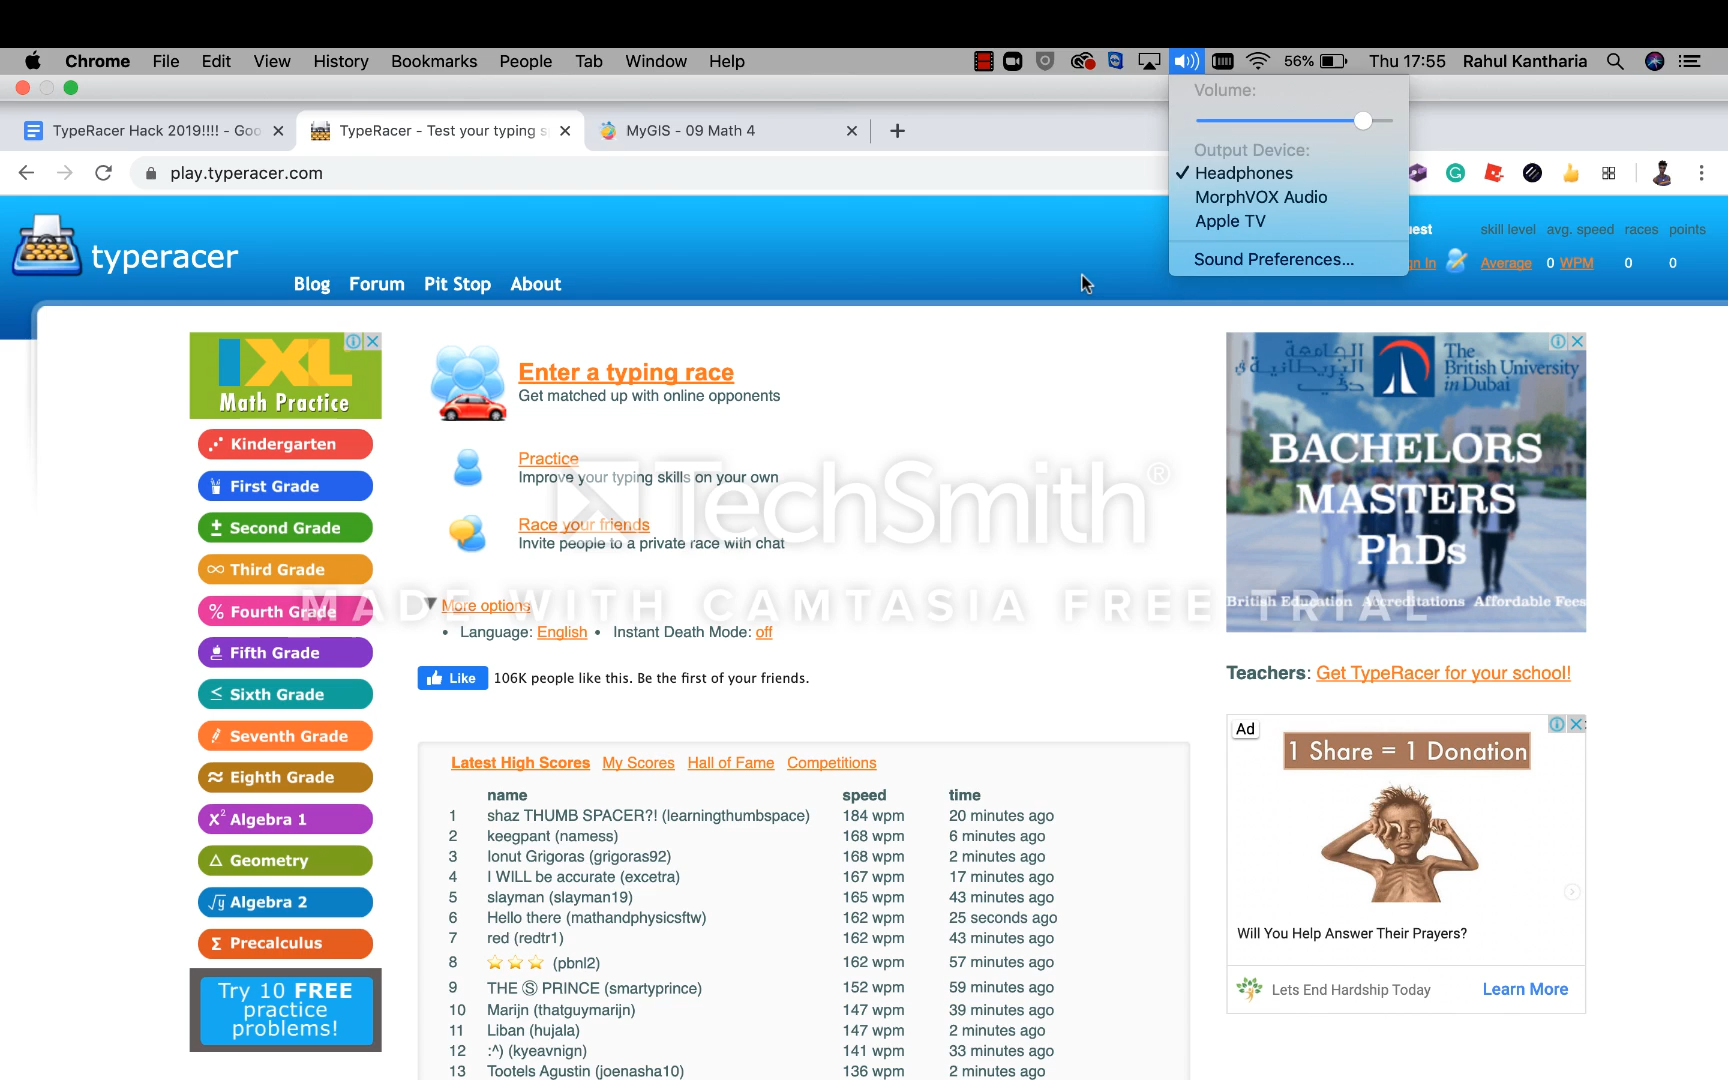 Chrome File Edit View History Bookmarks People Tab Window Help 56% Thu 17:55 Rahul Kantharia
Volume:
Output Device:
✓ Headphones
MorphVOX Audio
Apple TV
Sound Preferences...
TypeRacer Hack 2019!!!! - Goo
TypeRacer - Test your typing s
MyGIS - 09 Math 4
play.typeracer.com
typeracer
Blog Forum Pit Stop About
uest skill level avg. speed races points
gn In Average 0 WPM 0 0
IXL
Math Practice
Kindergarten
First Grade
Second Grade
Third Grade
Fourth Grade
Fifth Grade
Sixth Grade
Seventh Grade
Eighth Grade
X² Algebra 1
Geometry
Algebra 2
Σ Precalculus
Try 10 FREE
practice
problems!
Enter a typing race
Get matched up with online opponents
Practice
Improve your typing skills on your own
Race your friends
Invite people to a private race with chat
TechSmith®
MADE WITH CAMTASIA FREE TRIAL
More options
• Language: English • Instant Death Mode: off
Like 106K people like this. Be the first of your friends.
Latest High Scores My Scores Hall of Fame Competitions
name speed time
1 shaz THUMB SPACER?! (learningthumbspace) 184 wpm 20 minutes ago
2 keegpant (namess) 168 wpm 6 minutes ago
3 Ionut Grigoras (grigoras92) 168 wpm 2 minutes ago
4 I WILL be accurate (excetra) 167 wpm 17 minutes ago
5 slayman (slayman19) 165 wpm 43 minutes ago
6 Hello there (mathandphysicsftw) 162 wpm 25 seconds ago
7 red (redtr1) 162 wpm 43 minutes ago
8 ⭐⭐⭐ (pbnl2) 162 wpm 57 minutes ago
9 THE Ⓢ PRINCE (smartyprince) 152 wpm 59 minutes ago
10 Marijn (thatguymarijn) 147 wpm 39 minutes ago
11 Liban (hujala) 147 wpm 2 minutes ago
12 :^) (kyeavnign) 141 wpm 33 minutes ago
13 Tootels Agustin (joenasha10) 136 wpm 2 minutes ago
الجامعة
البريطانية في
دبي
The
British University
in Dubai
BACHELORS
MASTERS
PhDs
British Education Accreditations Affordable Fees
Teachers: Get TypeRacer for your school!
Ad
1 Share = 1 Donation
Will You Help Answer Their Prayers?
Lets End Hardship Today Learn More